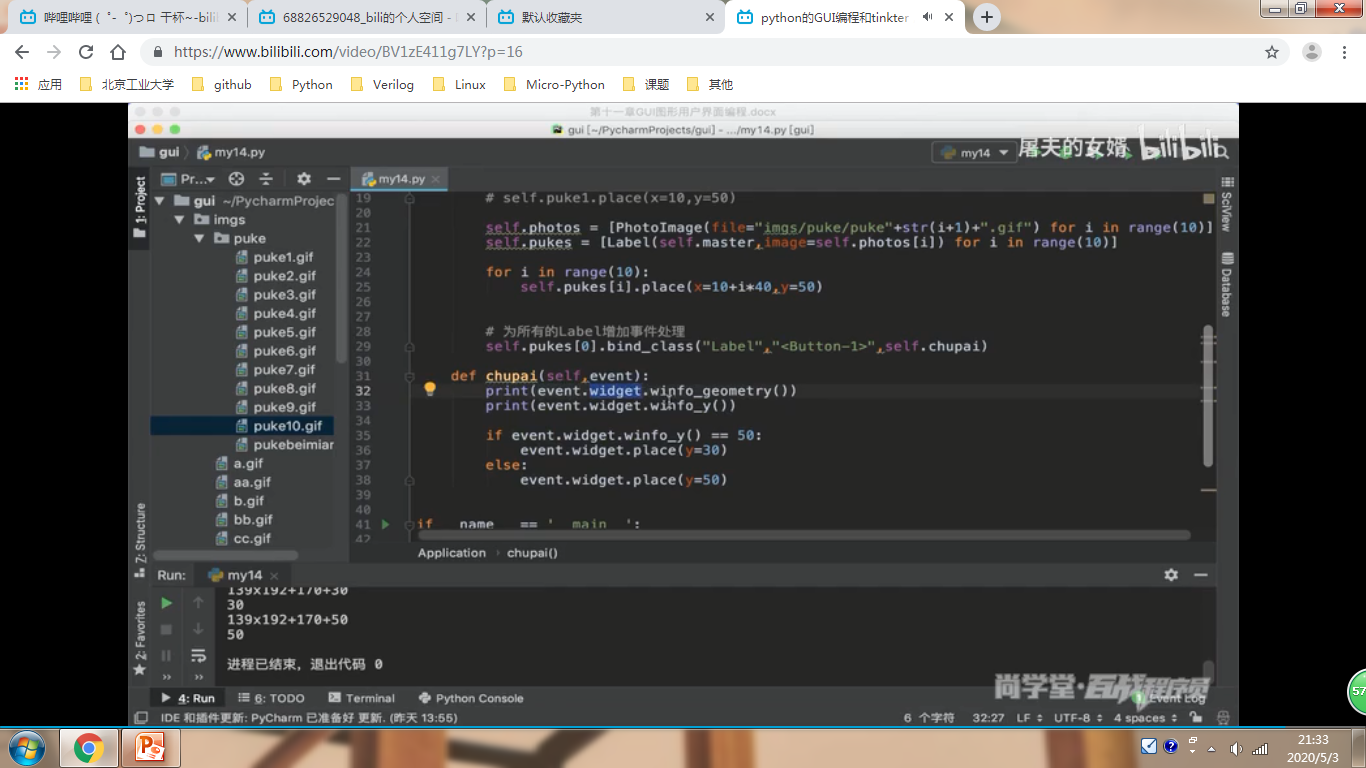 哔哩哔哩 ( ゜- ゜)つロ 干杯~-bili
68826529048_bili的个人空间 -
默认收藏夹
python的GUI编程和tinkter
https://www.bilibili.com/video/BV1zE411g7LY?p=16
应用 北京工业大学 github Python Verilog Linux Micro-Python 课题 其他
第十一章GUI图形用户界面编程.docx
gui [~/PycharmProjects/gui] - .../my14.py [gui]
gui my14.py
my14
屠夫的女婿 bilibili
1: Project
Pr...
my14.py
gui ~/PycharmProjec
imgs
puke
puke1.gif
puke2.gif
puke3.gif
puke4.gif
puke5.gif
puke6.gif
puke7.gif
puke8.gif
puke9.gif
puke10.gif
pukebeimiar
a.gif
aa.gif
b.gif
bb.gif
cc.gif
19 # self.puke1.place(x=10,y=50)
20
21 self.photos = [PhotoImage(file="imgs/puke/puke"+str(i+1)+".gif") for i in range(10)]
22 self.pukes = [Label(self.master,image=self.photos[i]) for i in range(10)]
23
24 for i in range(10):
25 self.pukes[i].place(x=10+i*40,y=50)
26
27
28 # 为所有的Label增加事件处理
29 self.pukes[0].bind_class("Label","<Button-1>",self.chupai)
30
31 def chupai(self,event):
32 print(event.widget.winfo_geometry())
33 print(event.widget.winfo_y())
34
35 if event.widget.winfo_y() == 50:
36 event.widget.place(y=30)
37 else:
38 event.widget.place(y=50)
39
40
41 if __name__ == '__main__':
42
SciView
Database
Application chupai()
Z: Structure
2: Favorites
Run: my14
139x192+170+30
30
139x192+170+50
50
进程已结束，退出代码 0
尚学堂·百战程序员
4: Run 6: TODO Terminal Python Console Event Log
IDE 和插件更新: PyCharm 已准备好 更新. (昨天 13:55)
6 个字符 32:27 LF UTF-8 4 spaces
57
21:33
2020/5/3